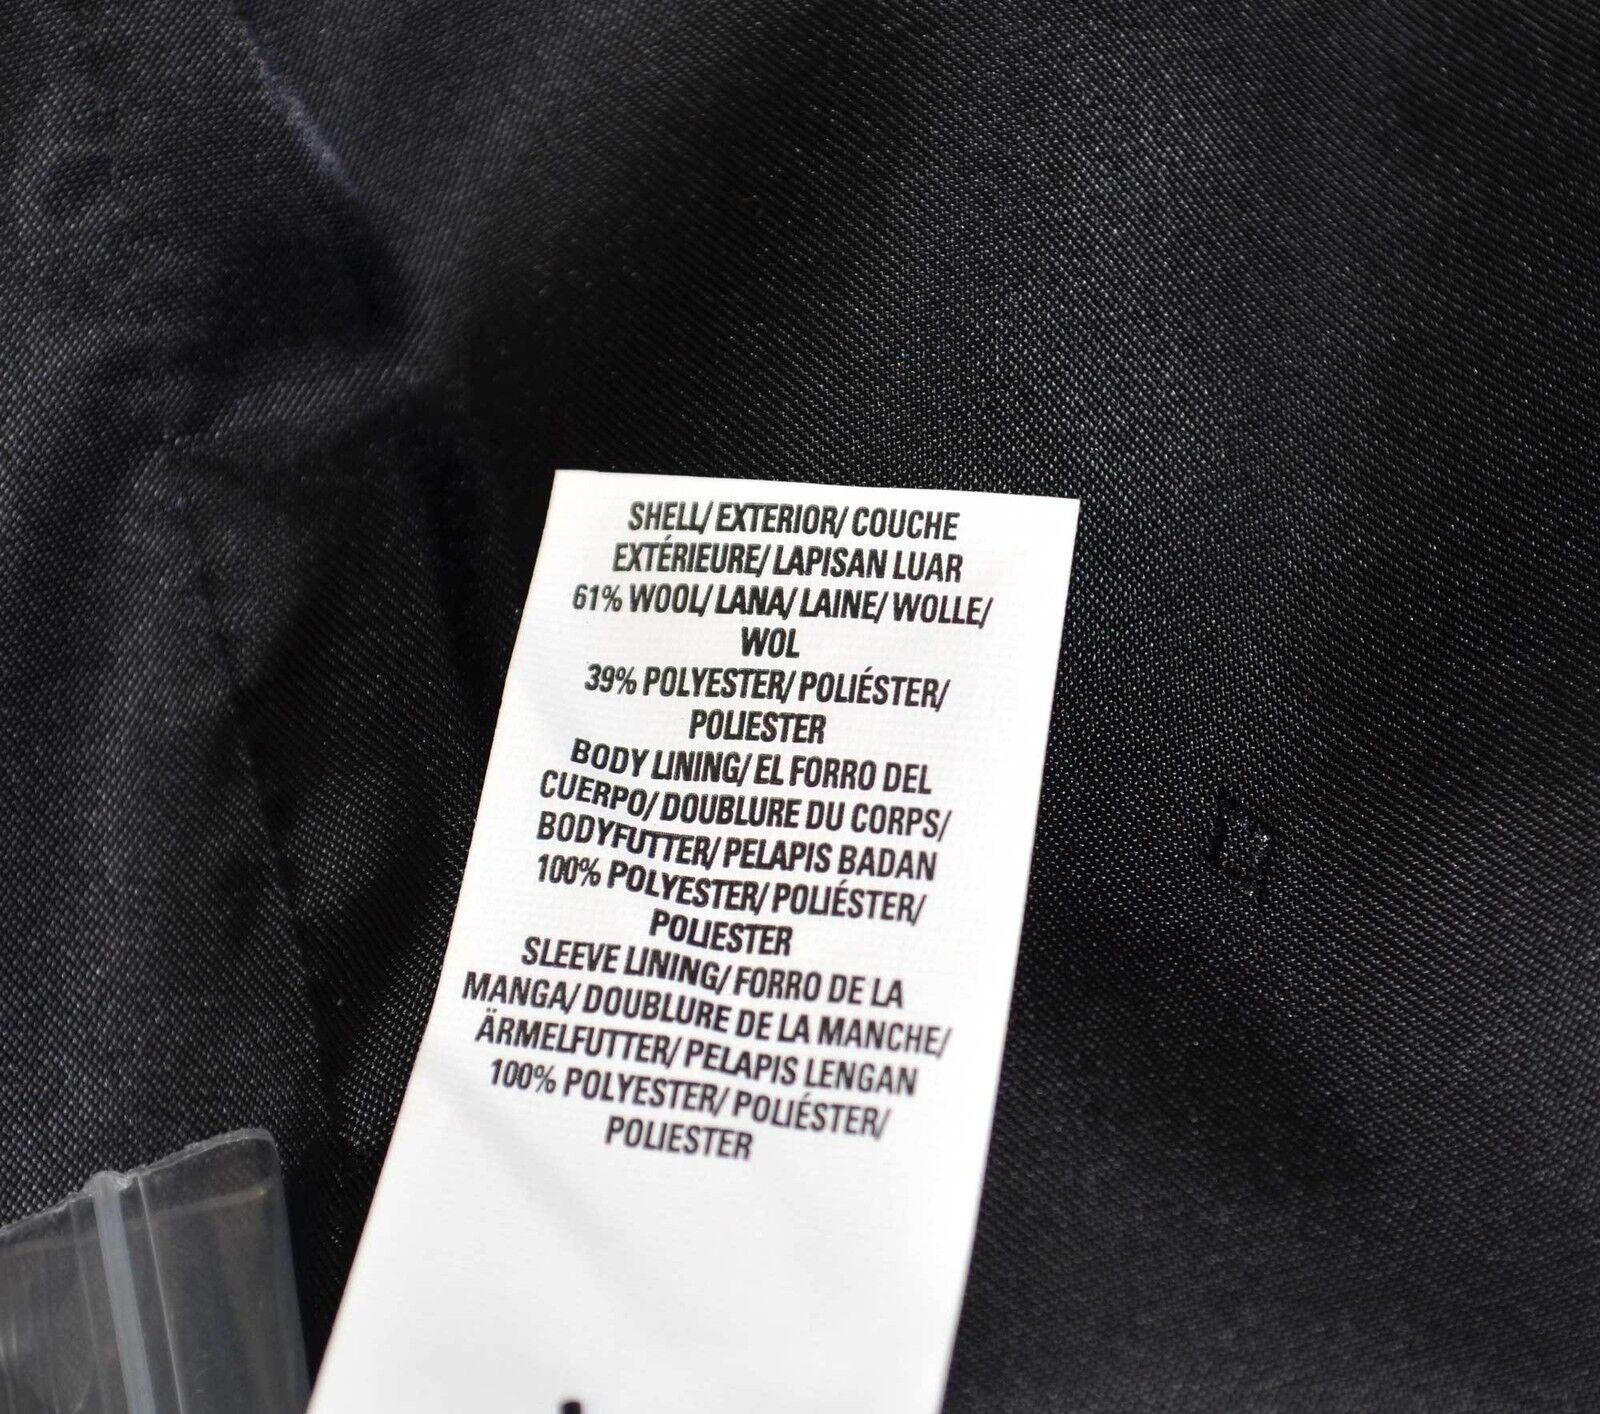 SHELL/ EXTERIOR/ COUCHE
EXTÉRIEURE/ LAPISAN LUAR
61% WOOL/ LANA/ LAINE/ WOLLE/
WOL
39% POLYESTER/ POLIÉSTER/
POLIESTER
BODY LINING/ EL FORRO DEL
CUERPO/ DOUBLURE DU CORPS/
BODYFUTTER/ PELAPIS BADAN
100% POLYESTER/ POLIÉSTER/
POLIESTER
SLEEVE LINING/ FORRO DE LA
MANGA/ DOUBLURE DE LA MANCHE/
ÄRMELFUTTER/ PELAPIS LENGAN
100% POLYESTER/ POLIÉSTER/
POLIESTER